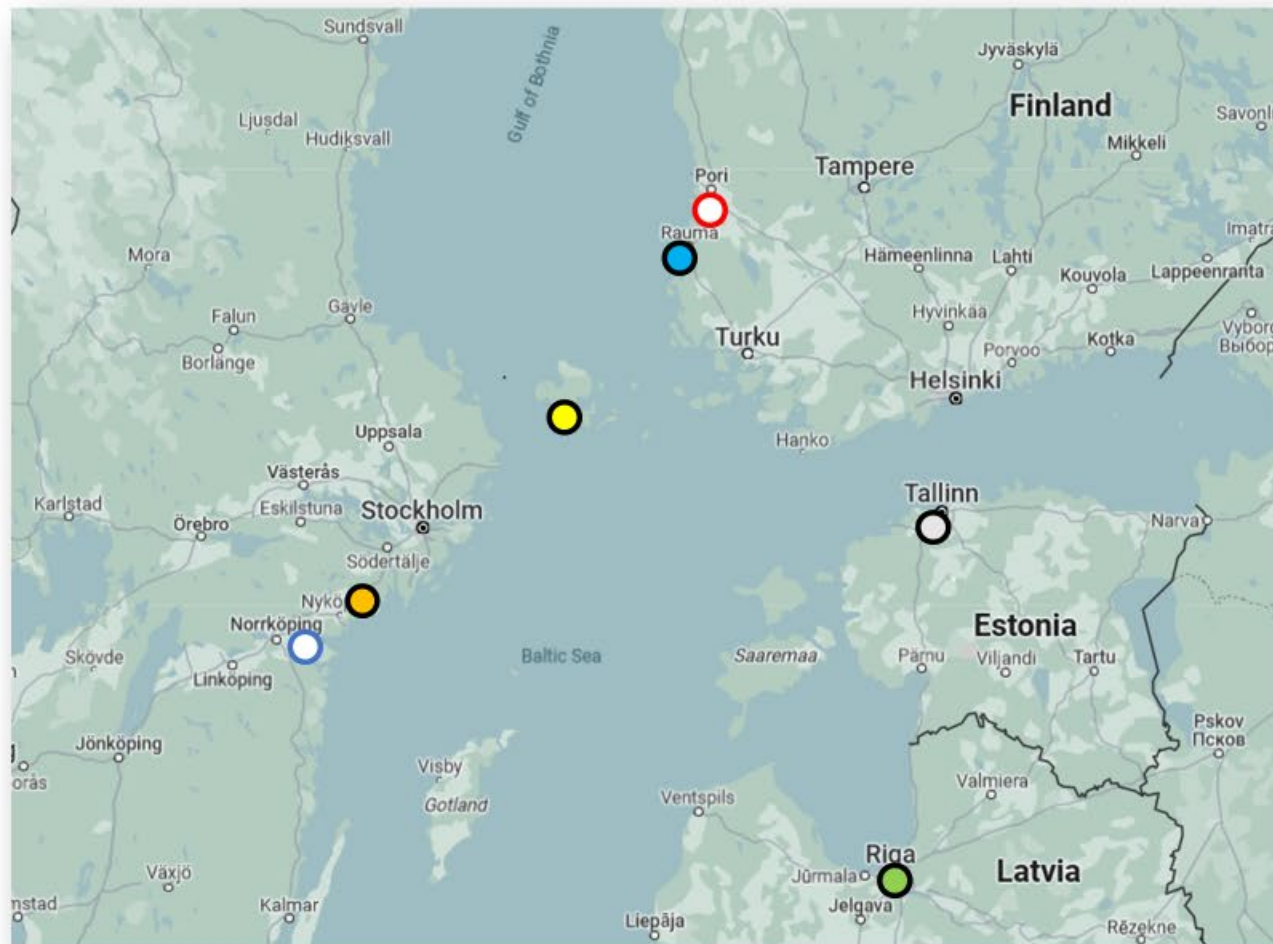 Sundsvall
Jyväskylä
Gulf of Bothnia
Finland
Ljusdal
Hudiksvall
Mikkeli
Pori
Tampere
Rauma
Mora
Hämeenlinna
Lahti
Kouvola
Lappeenranta
Gävle
Falun
Borlänge
Hyvinkää
Turku
Porvoo
Kotka
Vyborg
Выбор
Helsinki
Uppsala
Hanko
Västerås
Karlstad
Eskilstuna
Stockholm
Örebro
Tallinn
Narva
Södertälje
Nykö
Norrköping
Estonia
Skövde
Linköping
Baltic Sea
Saaremaa
Pärnu
Viljandi
Tartu
Pskov
Псков
Jönköping
orås
Visby
Gotland
Ventspils
Valmiera
Riga
Jūrmala
Latvia
Växjö
mstad
Kalmar
Liepāja
Jelgava
Rēzekne